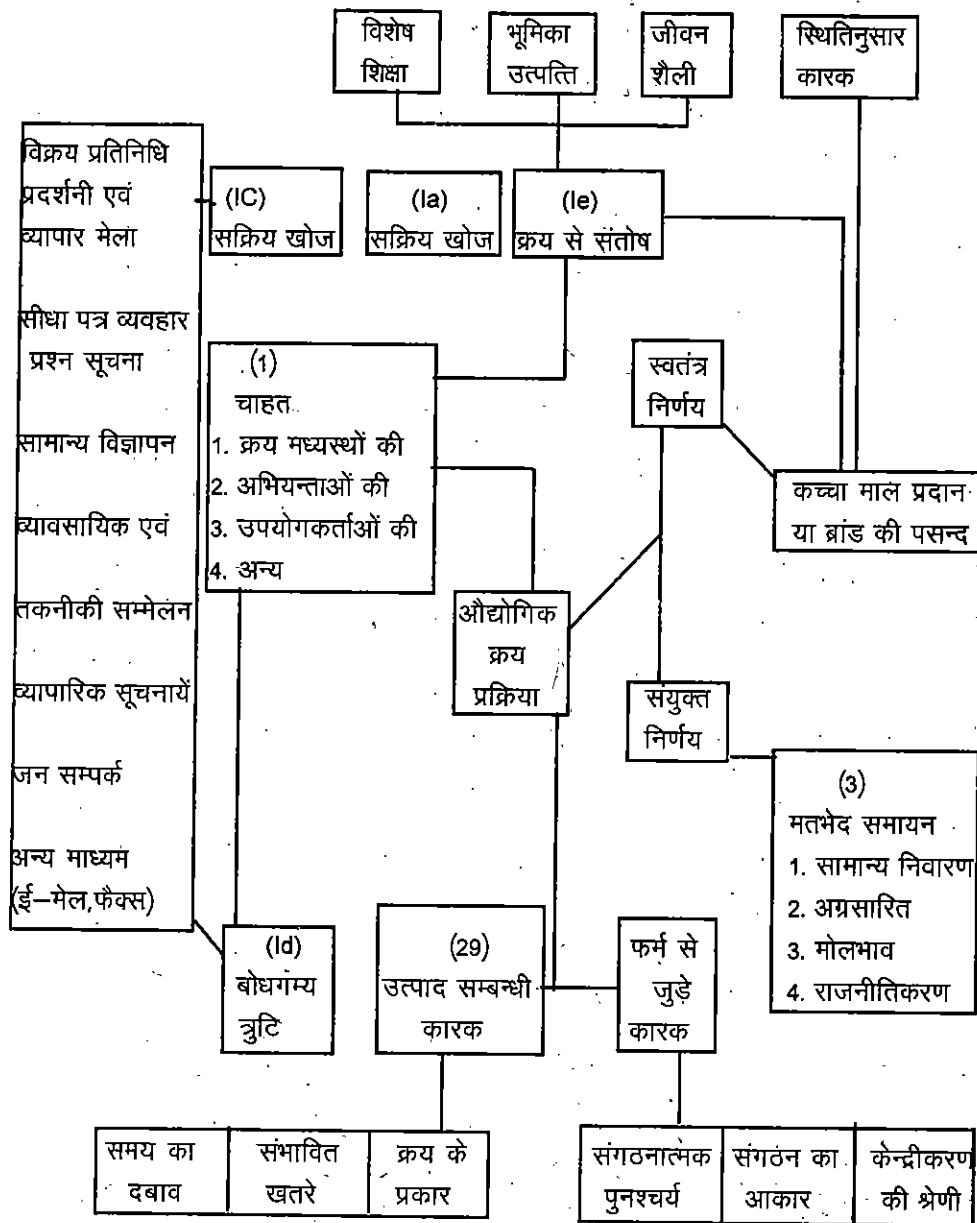 विशेष
शिक्षा
भूमिका
उत्पत्ति
जीवन
शैली
स्थितिनुसार
कारक
विक्रय प्रतिनिधि
प्रदर्शनी एवं
व्यापार मेला
सीधा पत्र व्यवहार
प्रश्न सूचना
सामान्य विज्ञापन
व्यावसायिक एवं
तकनीकी सम्मेलन
व्यापारिक सूचनायें
जन सम्पर्क
अन्य माध्यम
(ई–मेल,फैक्स)
(IC)
सक्रिय खोज
(Ia)
सक्रिय खोज
(Ie)
क्रय से संतोष
(1)
चाहत
1. क्रय मध्यस्थों की
2. अभियन्ताओं की
3. उपयोगकर्ताओं की
4. अन्य
स्वतंत्र
निर्णय
कच्चा माल प्रदान
या ब्रांड की पसन्द
औद्योगिक
क्रय
प्रक्रिया
संयुक्त
निर्णय
(3)
मतभेद समायन
1. सामान्य निवारण
2. अग्रसारित
3. मोलभाव
4. राजनीतिकरण
(Id)
बोधगम्य
त्रुटि
(29)
उत्पाद सम्बन्धी
कारक
फर्म से
जुड़े
कारक
समय का
दबाव
संभावित
खतरे
क्रय के
प्रकार
संगठनात्मक
पुनश्चर्य
संगठन का
आकार
केन्द्रीकरण
की श्रेणी